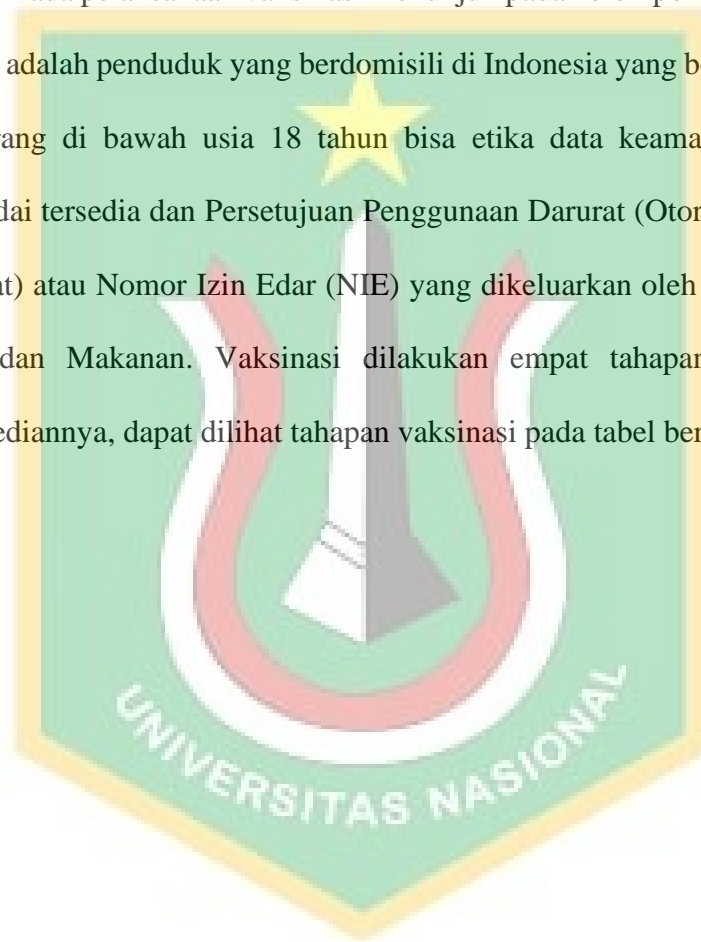 adalah penduduk yang berdomisili di Indonesia yang be
rang di bawah usia 18 tahun bisa etika data keama
dai tersedia dan Persetujuan Penggunaan Darurat (Otor
at) atau Nomor Izin Edar (NIE) yang dikeluarkan oleh
dan Makanan. Vaksinasi dilakukan empat tahapan
ediannya, dapat dilihat tahapan vaksinasi pada tabel ber
UNIVERSITAS NASIONAL